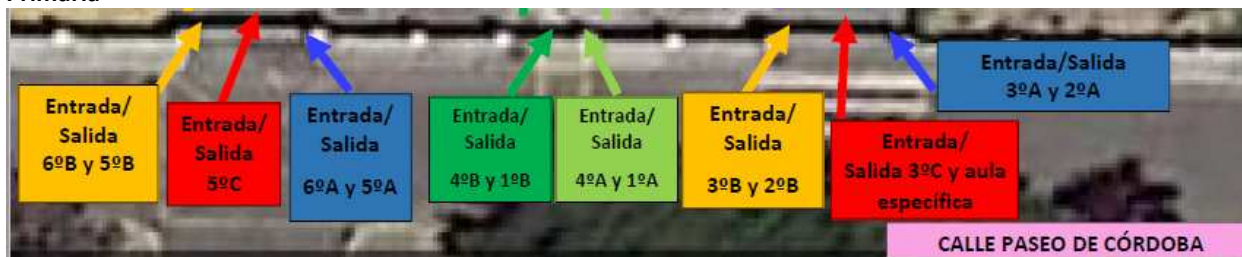 Primaria
Entrada/
Salida
6ºB y 5ºB
Entrada/
Salida
5ºC
Entrada/
Salida
6ºA y 5ºA
Entrada/
Salida
4ºB y 1ºB
Entrada/
Salida
4ºA y 1ºA
Entrada/
Salida
3ºB y 2ºB
Entrada/
Salida 3ºC y aula
específica
Entrada/Salida
3ºA y 2ºA
CALLE PASEO DE CÓRDOBA